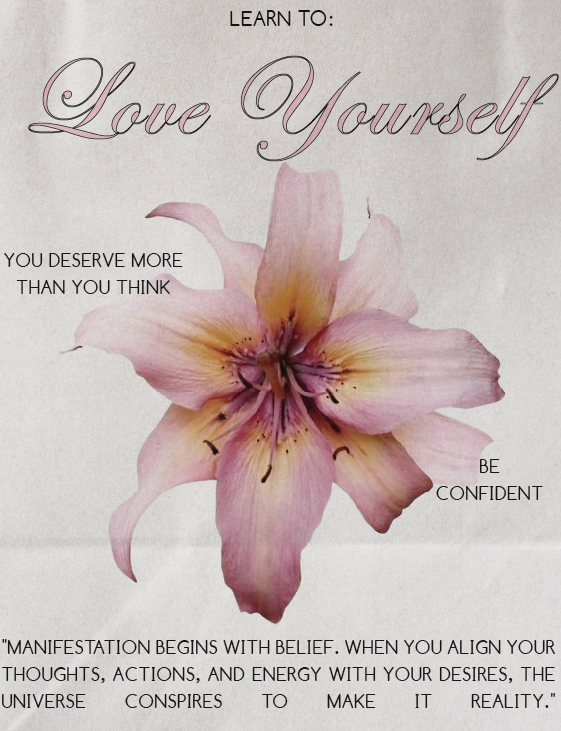 LEARN TO:
Love Yourself
YOU DESERVE MORE
THAN YOU THINK
BE
CONFIDENT
"MANIFESTATION BEGINS WITH BELIEF. WHEN YOU ALIGN YOUR
THOUGHTS, ACTIONS, AND ENERGY WITH YOUR DESIRES, THE
UNIVERSE CONSPIRES TO MAKE IT REALITY."